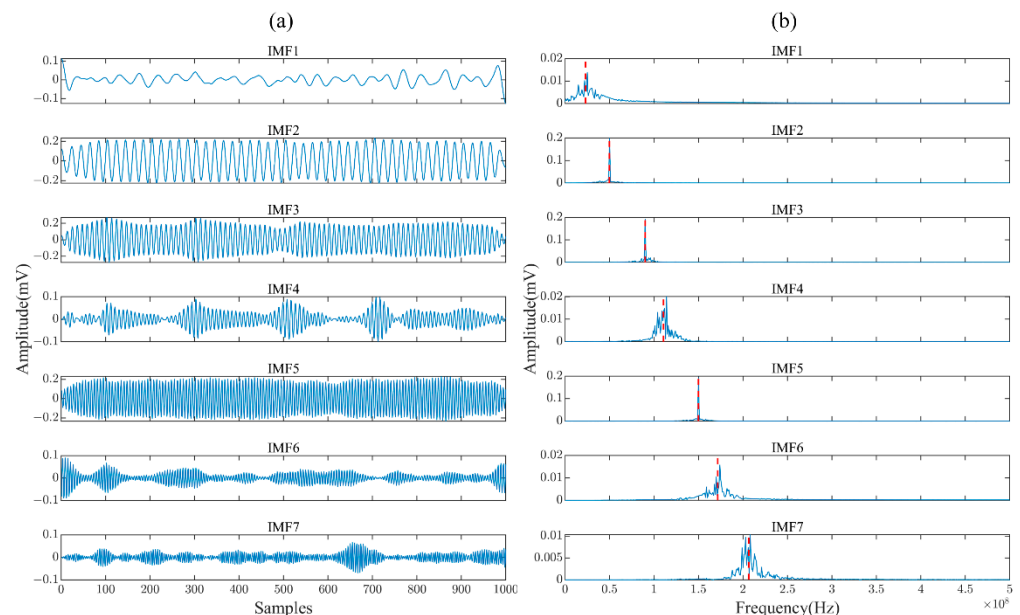 (a)
IMF1
0.1
0
−0.1
IMF2
0.2
0
−0.2
IMF3
0.2
0
−0.2
IMF4
0.1
0
−0.1
IMF5
0.2
0
−0.2
IMF6
0.1
0
−0.1
IMF7
0.1
0
−0.1
0 100 200 300 400 500 600 700 800 900 1000
Samples
Amplitude(mV)
(b)
IMF1
0.02
0.01
0
IMF2
0.2
0.1
0
IMF3
0.2
0.1
0
IMF4
0.02
0.01
0
IMF5
0.2
0.1
0
IMF6
0.02
0.01
0
IMF7
0.01
0.005
0
0 0.5 1 1.5 2 2.5 3 3.5 4 4.5 5
×10⁸
Frequency(Hz)
Amplitude(mV)